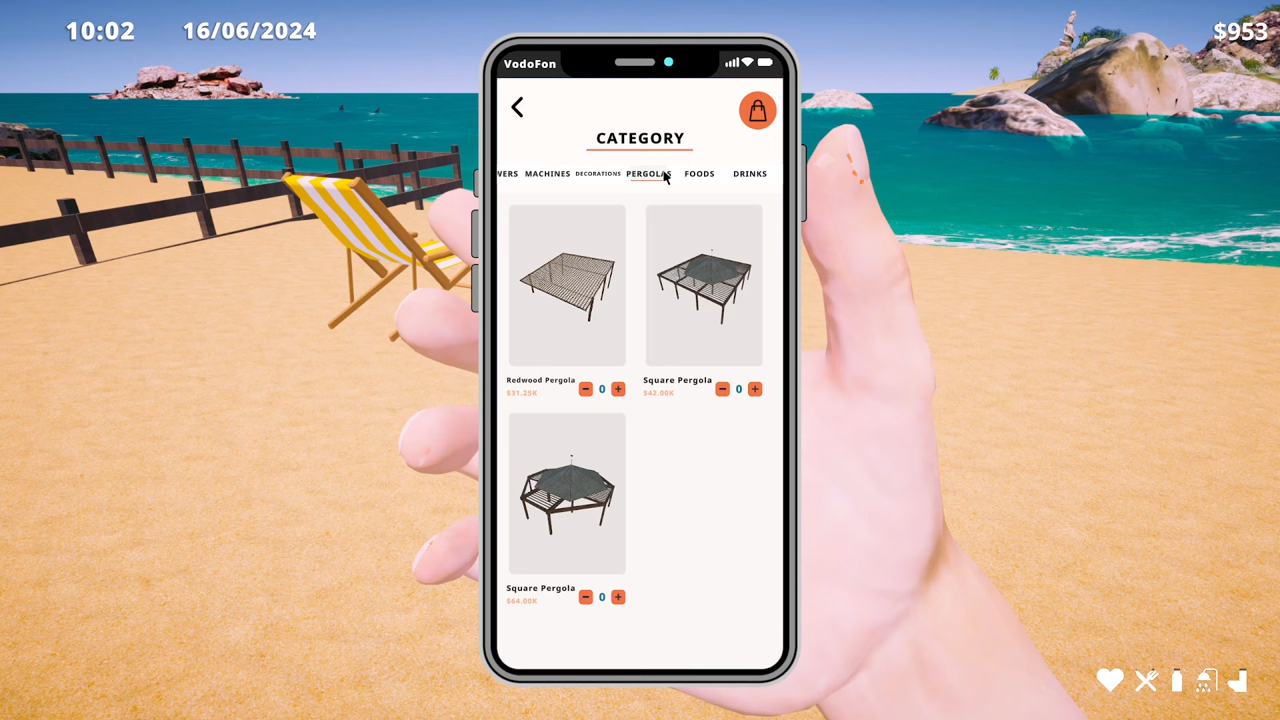 10:02 16/06/2024
$953
VodoFon
CATEGORY
WERS MACHINES DECORATIONS PERGOLAS FOODS DRINKS
Redwood Pergola
$31.25K
0
Square Pergola
$42.00K
0
Square Pergola
$64.00K
0